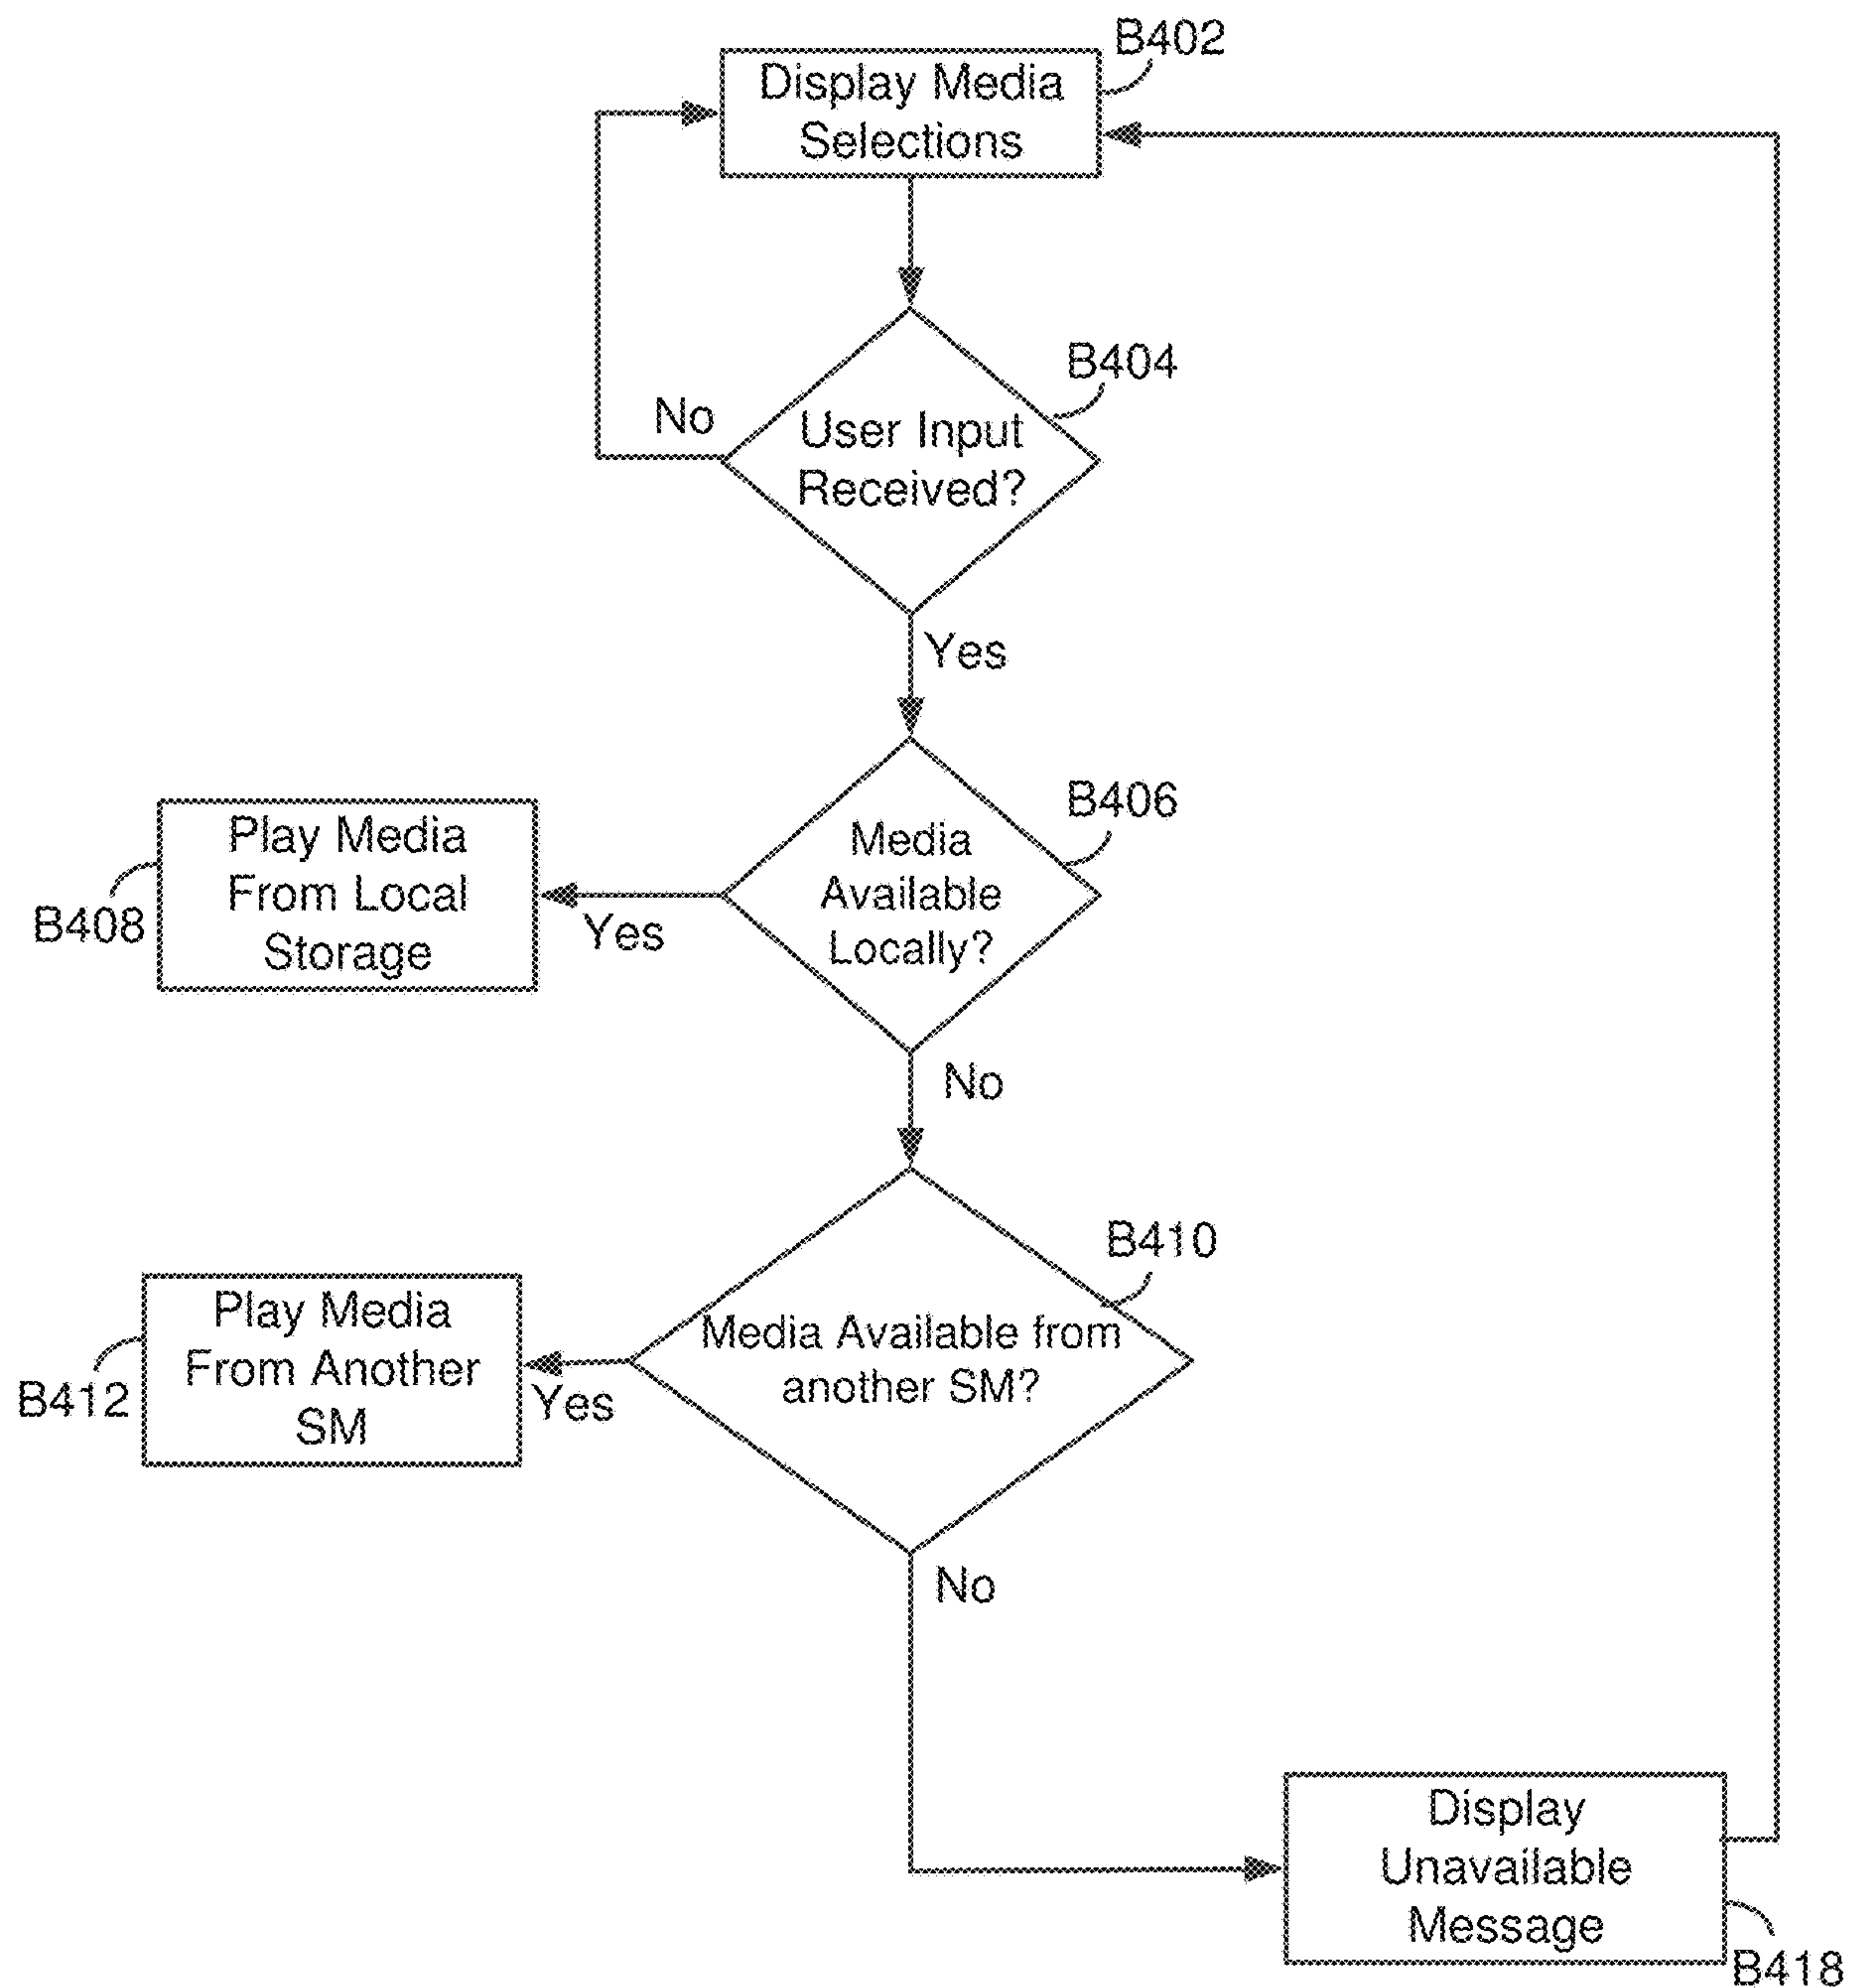 B402
Display Media
Selections
B404
No
User Input
Received?
Yes
B406
Media
Available
Locally?
Play Media
From Local
Storage
B408
Yes
No
B410
Media Available from
another SM?
Play Media
From Another
SM
B412
Yes
No
Display
Unavailable
Message
B418